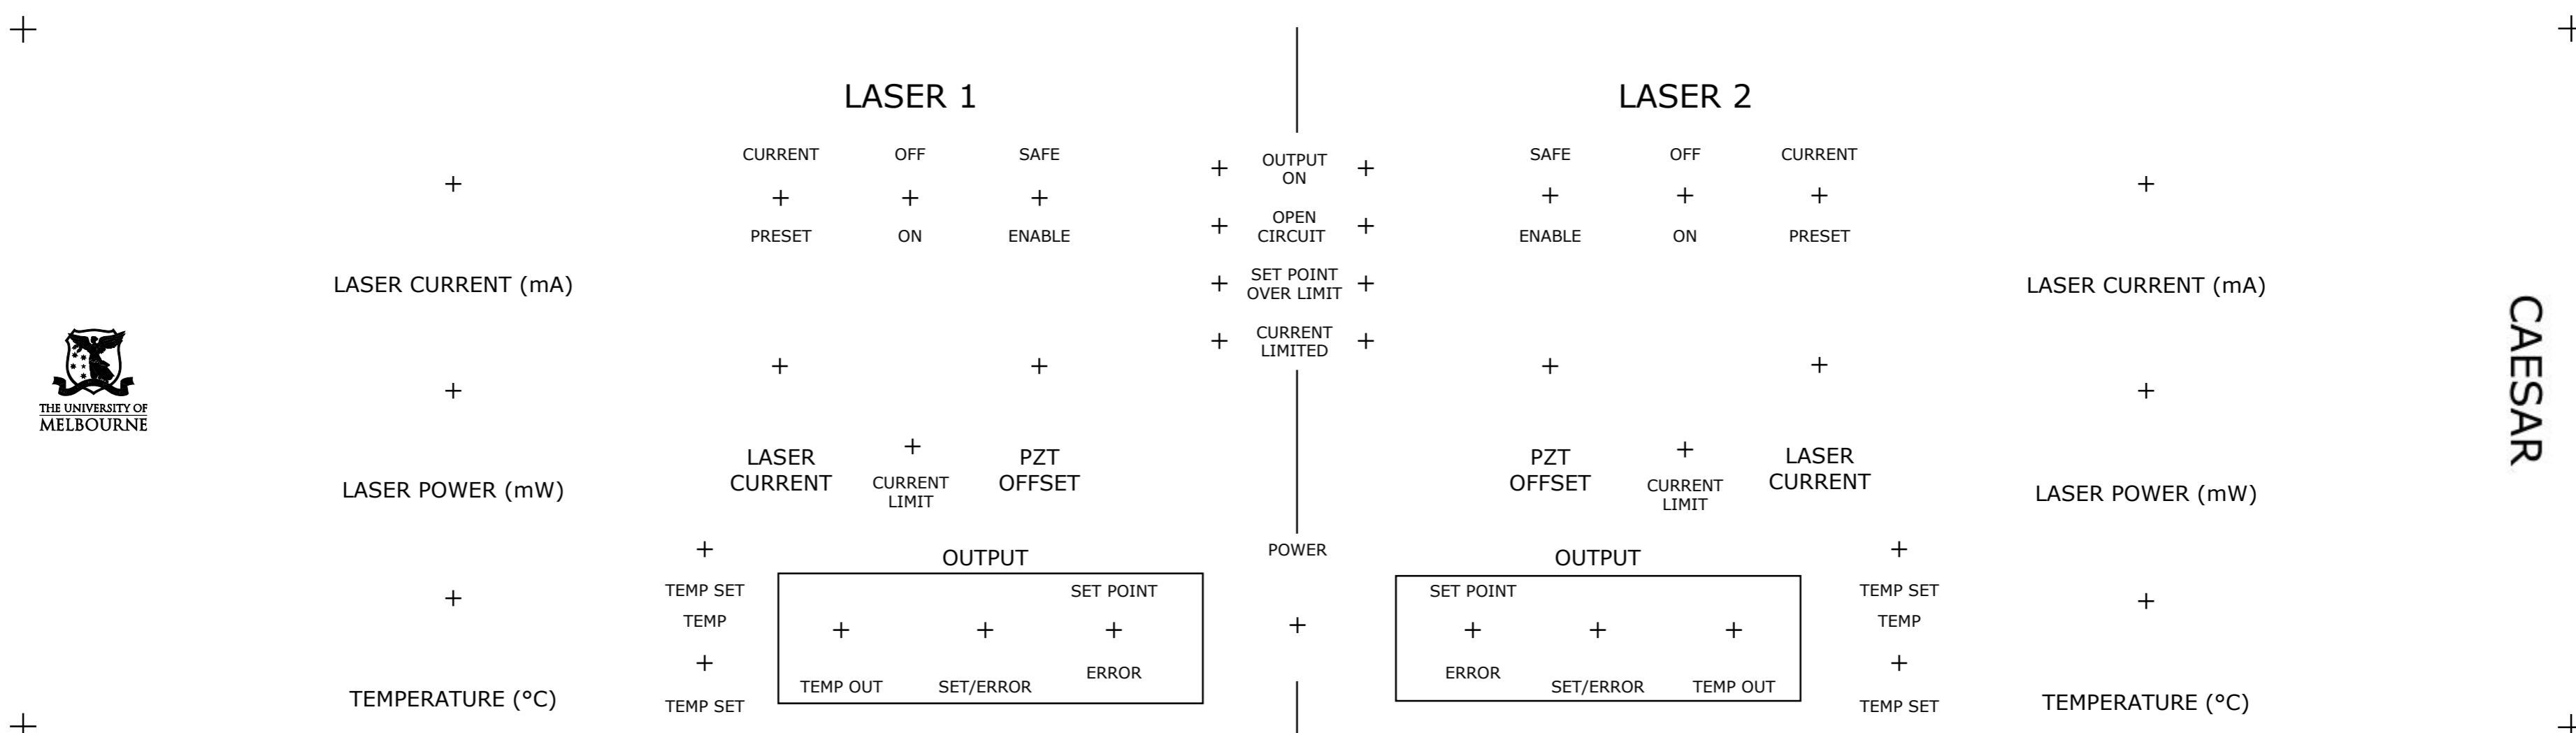 LASER 1
LASER 2
CURRENT OFF SAFE
OUTPUT
ON
SAFE OFF CURRENT
PRESET ON ENABLE
OPEN
CIRCUIT
ENABLE ON PRESET
LASER CURRENT (mA)
SET POINT
OVER LIMIT
LASER CURRENT (mA)
CURRENT
LIMITED
THE UNIVERSITY OF
MELBOURNE
CAESAR
LASER
CURRENT
CURRENT
LIMIT
PZT
OFFSET
PZT
OFFSET
CURRENT
LIMIT
LASER
CURRENT
LASER POWER (mW)
LASER POWER (mW)
OUTPUT
POWER
OUTPUT
TEMP SET
TEMP
SET POINT
SET POINT
TEMP SET
TEMP
ERROR
TEMP OUT SET/ERROR
ERROR
SET/ERROR TEMP OUT
TEMPERATURE (°C)
TEMP SET
TEMP SET
TEMPERATURE (°C)